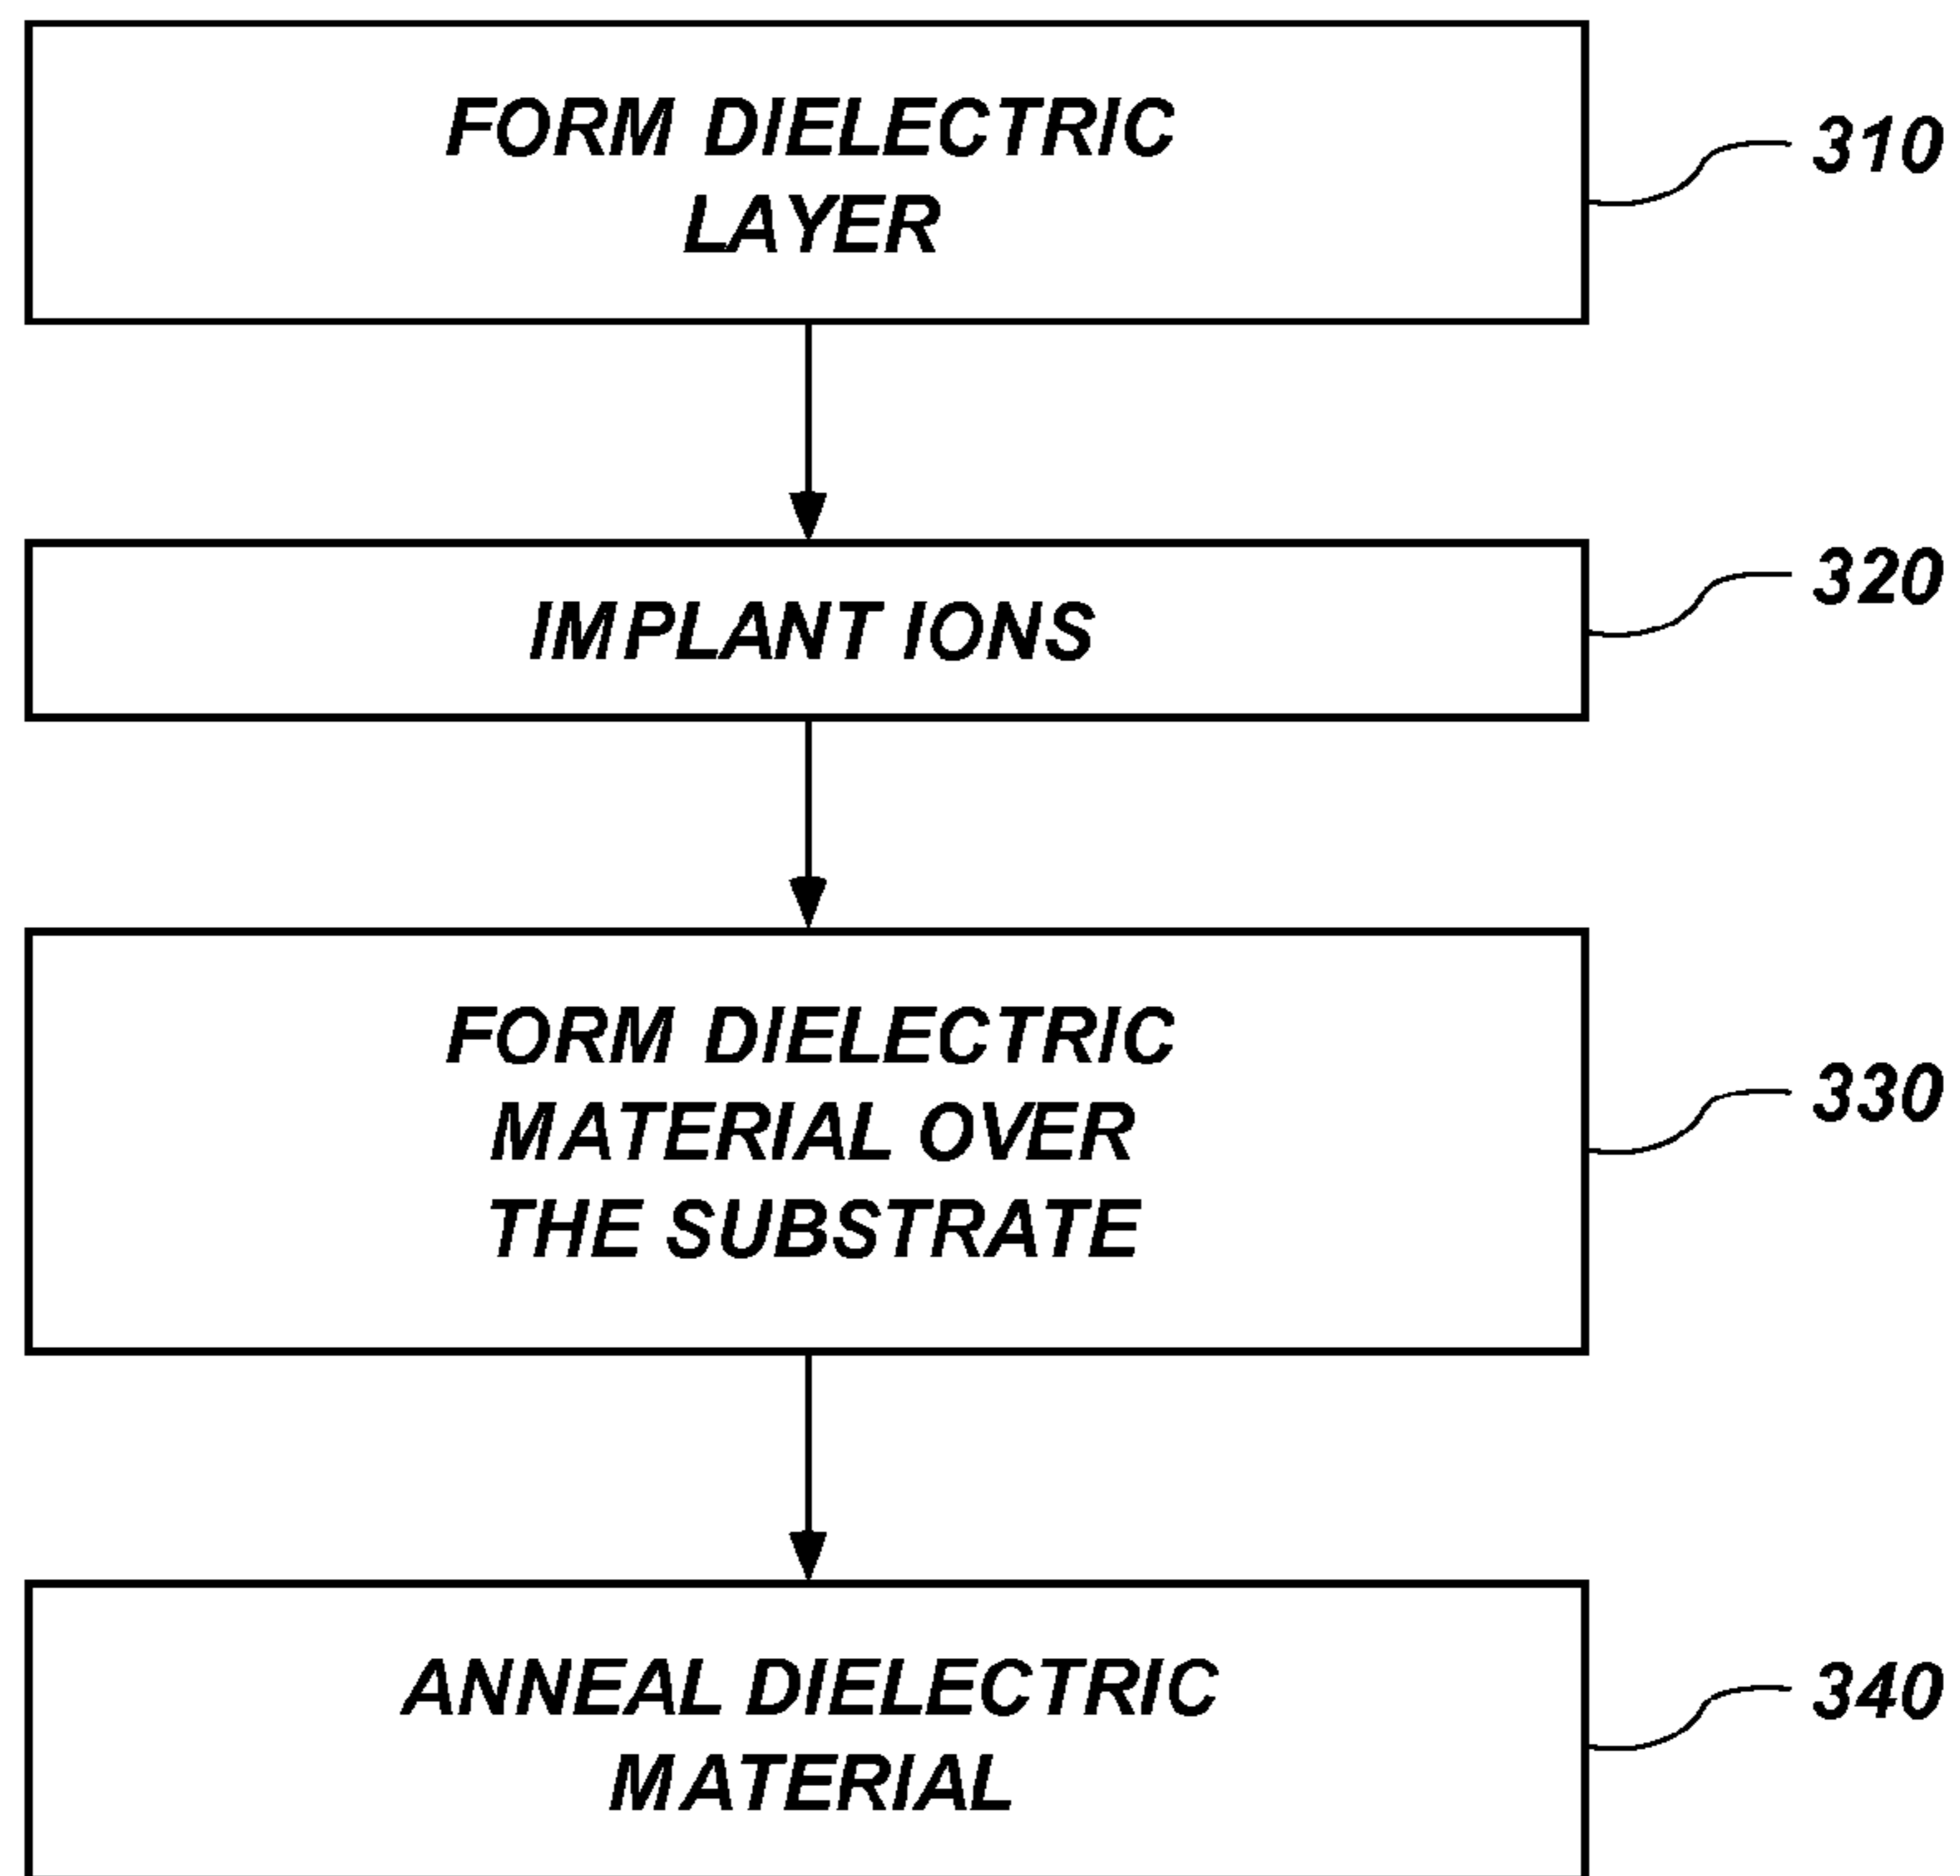 FORM DIELECTRIC
LAYER
310
IMPLANT IONS
320
FORM DIELECTRIC
MATERIAL OVER
THE SUBSTRATE
330
ANNEAL DIELECTRIC
MATERIAL
340